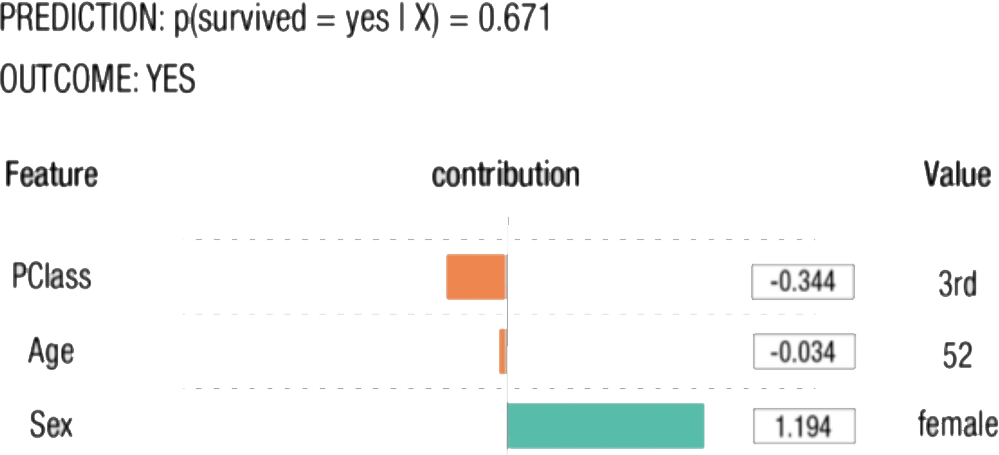 PREDICTION: p(survived = yes | X) = 0.671
OUTCOME: YES
Feature contribution Value
PClass -0.344 3rd
Age -0.034 52
Sex 1.194 female